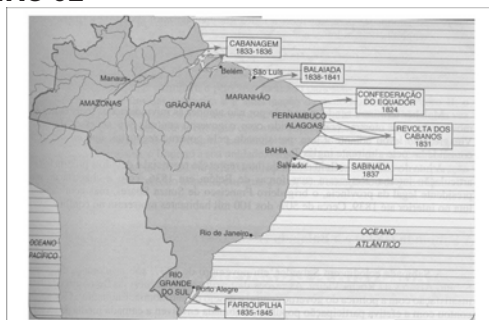 CABANAGEM
1833-1836
Manaus
Belém
São Luís
BALAIADA
1838-1841
AMAZONAS
GRÃO-PARÁ
MARANHÃO
CONFEDERAÇÃO
DO EQUADOR
1824
PERNAMBUCO
ALAGOAS
REVOLTA DOS
CABANOS
1831
BAHIA
Salvador
SABINADA
1837
Rio de Janeiro
OCEANO
PACÍFICO
OCEANO
ATLÂNTICO
RIO
GRANDE
DO SUL
Porto Alegre
FARROUPILHA
1835-1845